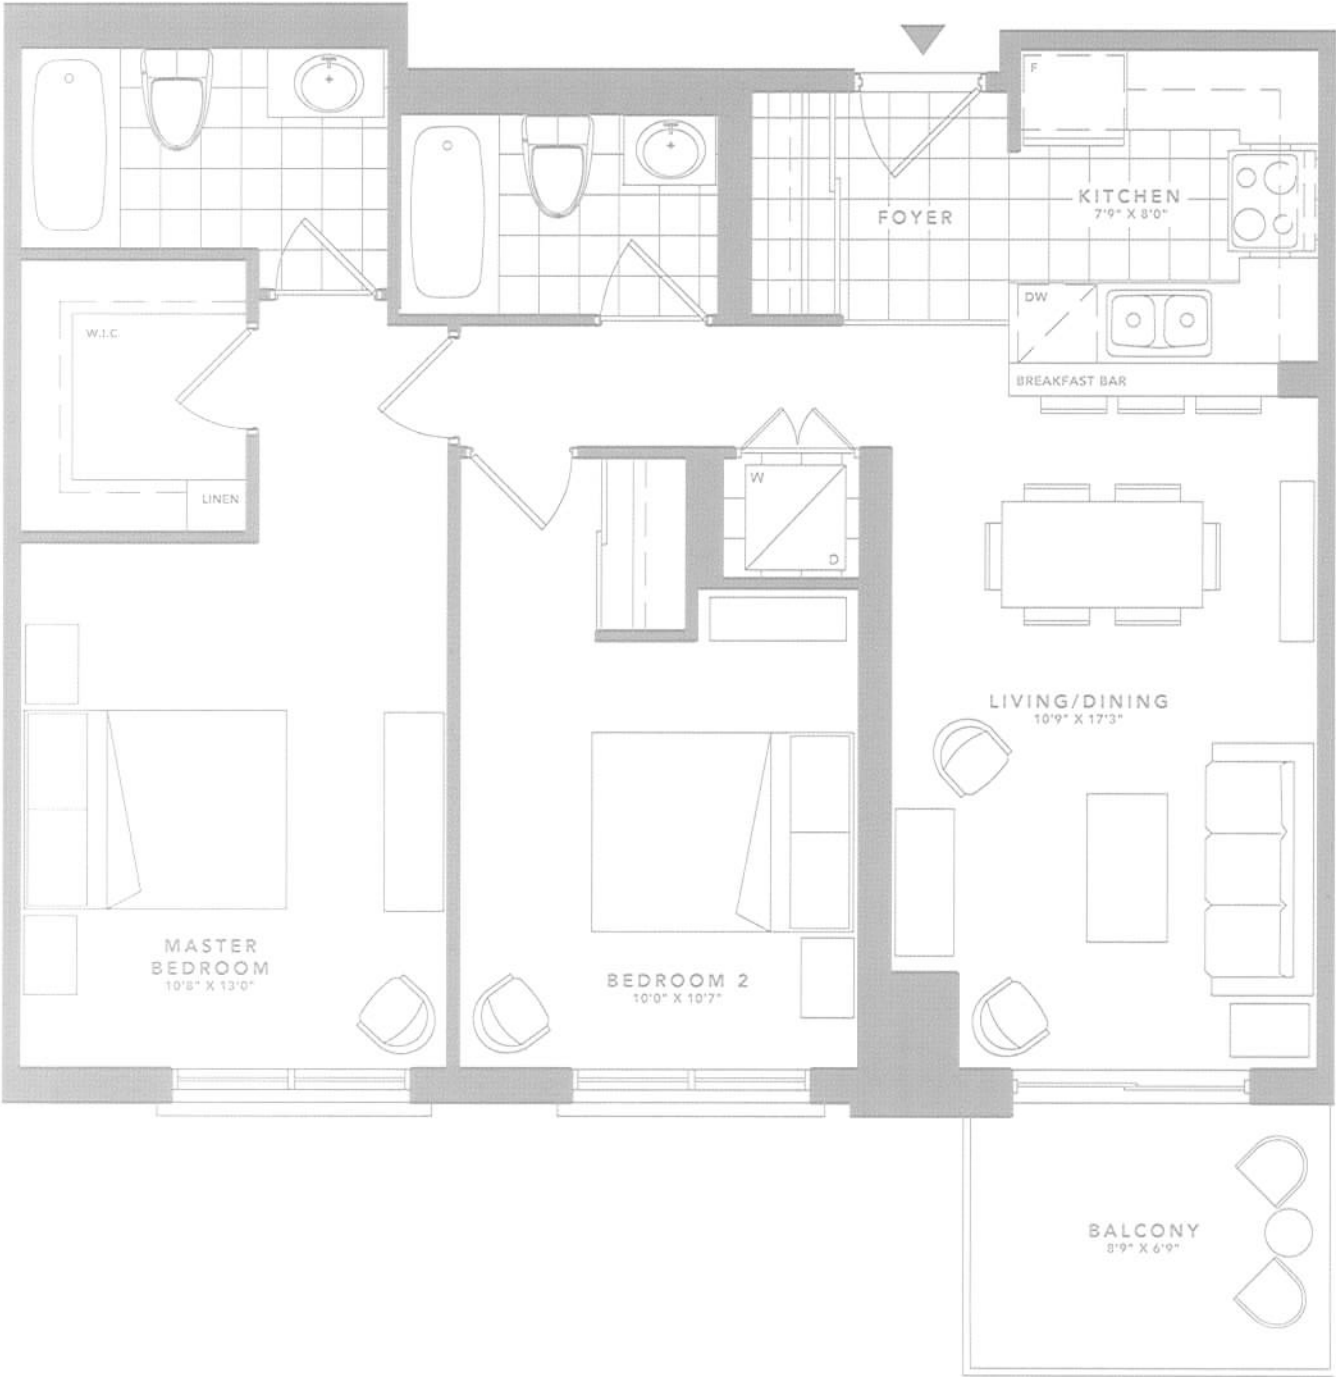 F
KITCHEN
7'9" X 8'0"
FOYER
DW
W.I.C.
BREAKFAST BAR
W
LINEN
D
LIVING/DINING
10'9" X 17'3"
MASTER
BEDROOM
10'8" X 13'0"
BEDROOM 2
10'0" X 10'7"
BALCONY
8'9" X 6'9"